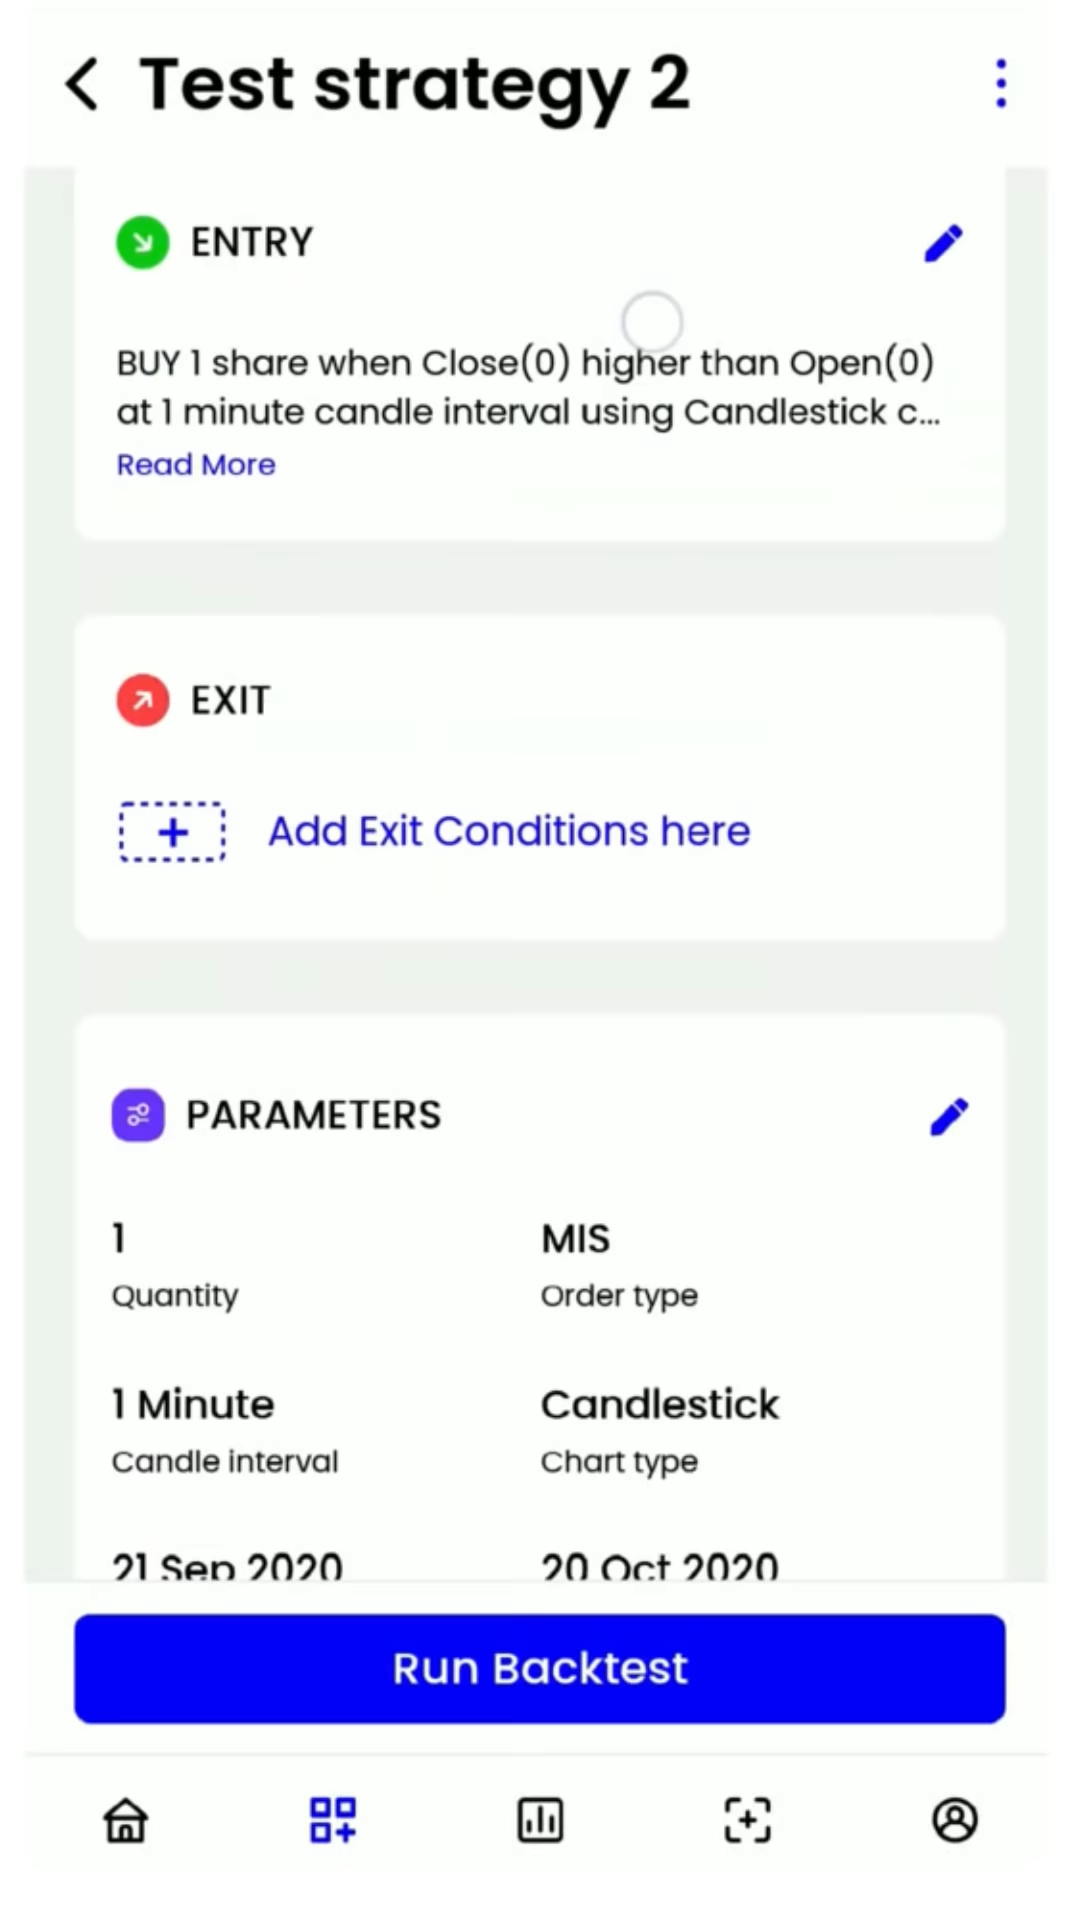 Test strategy 2
ENTRY
BUY 1 share when Close(0) higher than Open(0)
at 1 minute candle interval using Candlestick c...
Read More
EXIT
Add Exit Conditions here
PARAMETERS
1
MIS
Quantity
Order type
1 Minute
Candlestick
Candle interval
Chart type
21 Sep 2020
20 Oct 2020
Run Backtest